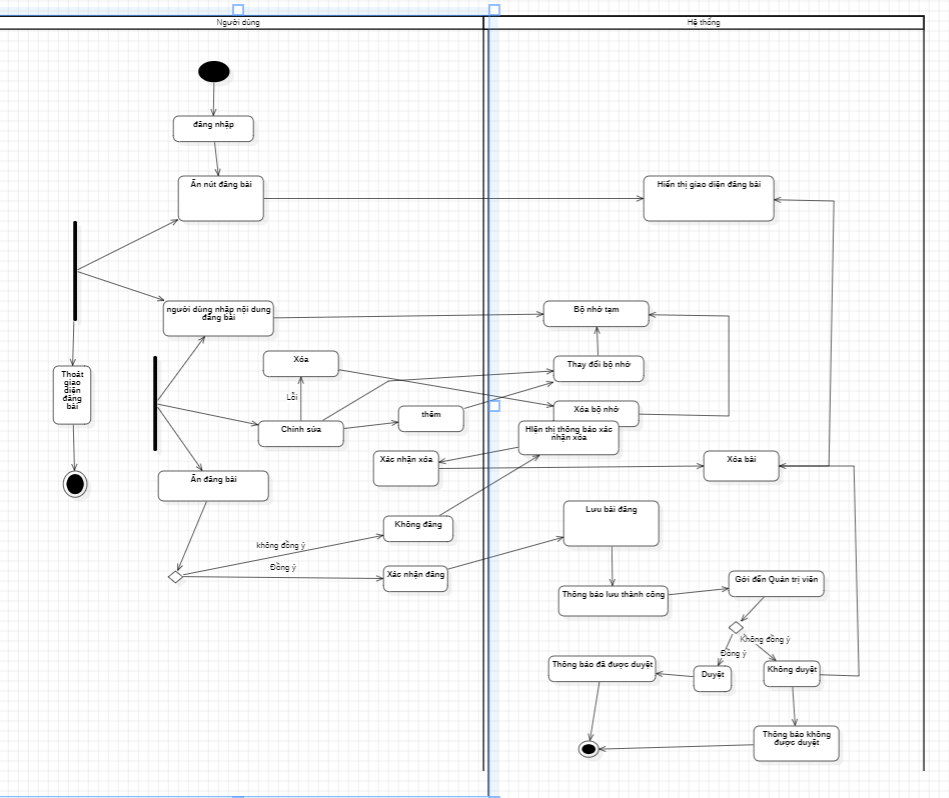 Người dùng
Hệ thống
đăng nhập
Ấn nút đăng bài
Hiển thị giao diện đăng bài
người dùng nhập nội dung
đăng bài
Bộ nhớ tạm
Xóa
Thay đổi bộ nhớ
Thoát
giao
diện
đăng
bài
Lỗi
thêm
Xóa bộ nhớ
Chỉnh sửa
Hiện thị thông báo xác
nhận xóa
Xác nhận xóa
Xóa bài
Ấn đăng bài
Lưu bài đăng
Không đăng
không đồng ý
Đồng ý
Xác nhận đăng
Gởi đến Quản trị viên
Thông báo lưu thành công
Không đồng ý
Đồng ý
Thông báo đã được duyệt
Duyệt
Không duyệt
Thông báo không
được duyệt